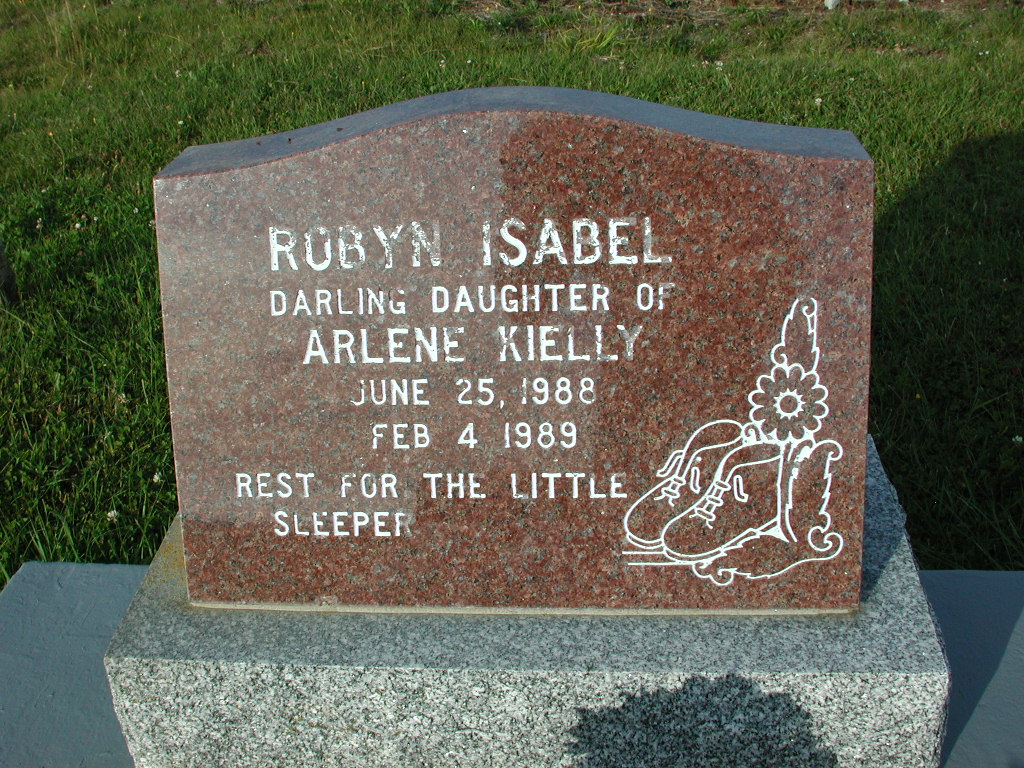 ROBYN ISABEL
DARLING DAUGHTER OF
ARLENE KIELLY
JUNE 25, 1988
FEB 4 1989
REST FOR THE LITTLE
SLEEPER